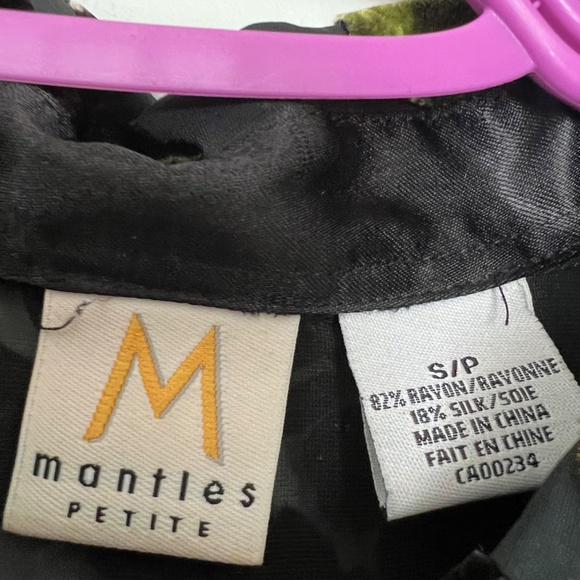 M
mantles
PETITE
S/P
82% RAYON/RAYONNE
18% SILK/SOIE
MADE IN CHINA
FAIT EN CHINE
CA00234